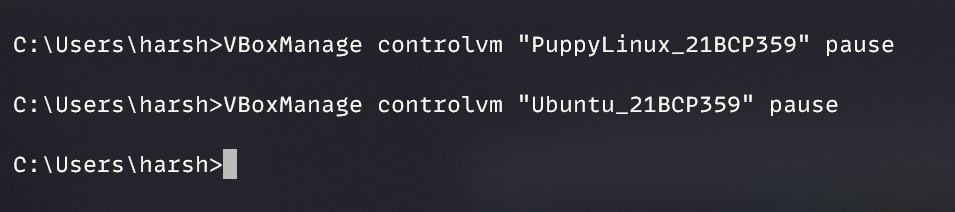 C:\Users\harsh>VBoxManage controlvm "PuppyLinux_21BCP359" pause
C:\Users\harsh>VBoxManage controlvm "Ubuntu_21BCP359" pause
C:\Users\harsh>